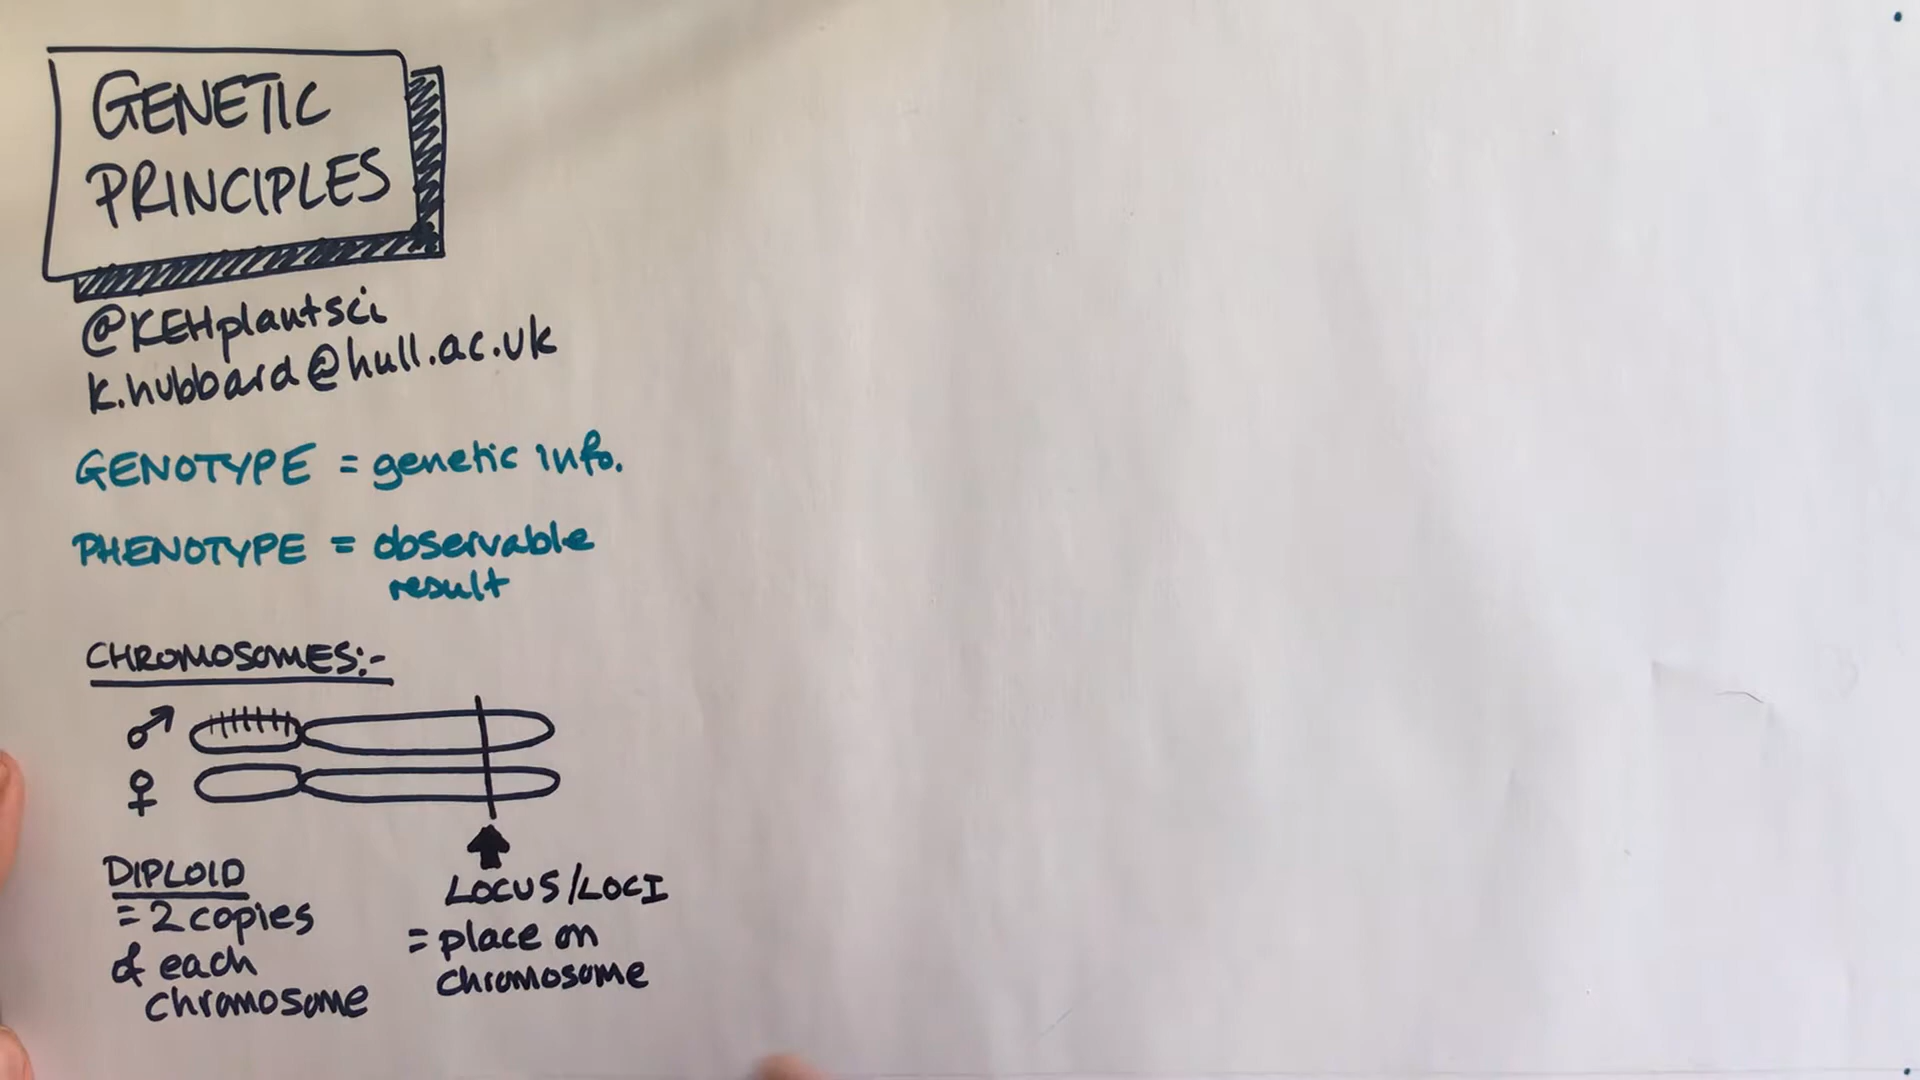 GENETIC
PRINCIPLES
@KEHplantsci
k.hubbard@hull.ac.uk
GENOTYPE = genetic info.
PHENOTYPE = observable
result
CHROMOSOMES:-
♂
♀
DIPLOID
= 2 copies
of each
chromosome
LOCUS/LOCI
= place on
chromosome